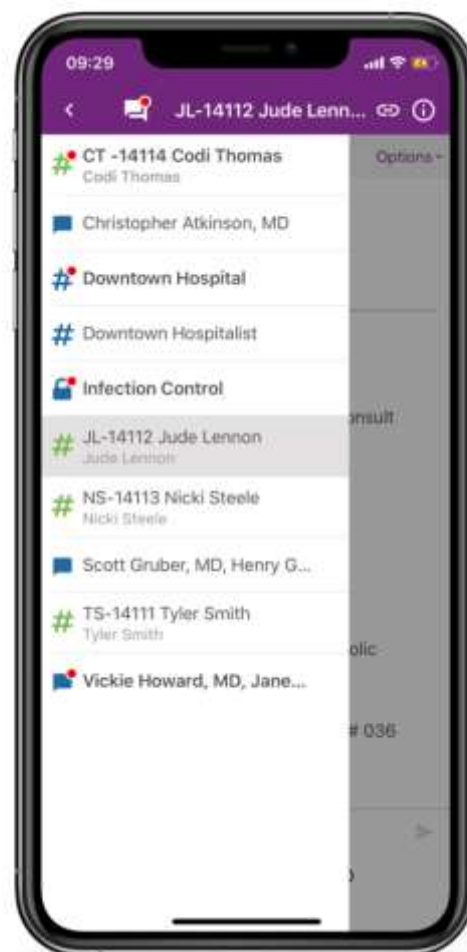 09:29
JL-14112 Jude Lenn...
Options
CT -14114 Codi Thomas
Codi Thomas
Christopher Atkinson, MD
Downtown Hospital
Downtown Hospitalist
Infection Control
onsult
JL-14112 Jude Lennon
Jude Lennon
NS-14113 Nicki Steele
Nicki Steele
Scott Gruber, MD, Henry G...
TS-14111 Tyler Smith
Tyler Smith
olic
Vickie Howard, MD, Jane...
# 036